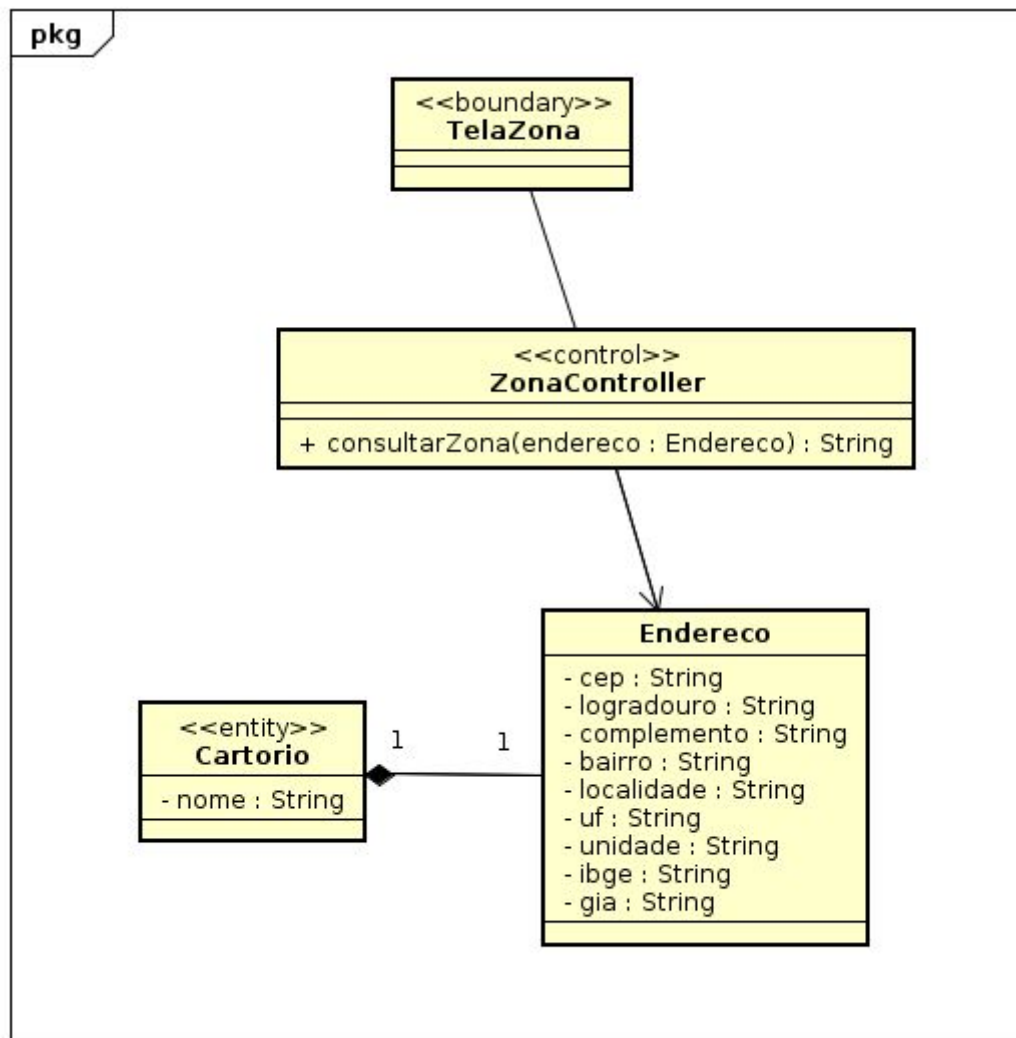 pkg
<<boundary>>
TelaZona
<<control>>
ZonaController
+ consultarZona(endereco : Endereco) : String
Endereco
- cep : String
- logradouro : String
- complemento : String
- bairro : String
- localidade : String
- uf : String
- unidade : String
- ibge : String
- gia : String
<<entity>>
Cartorio
- nome : String
1
1